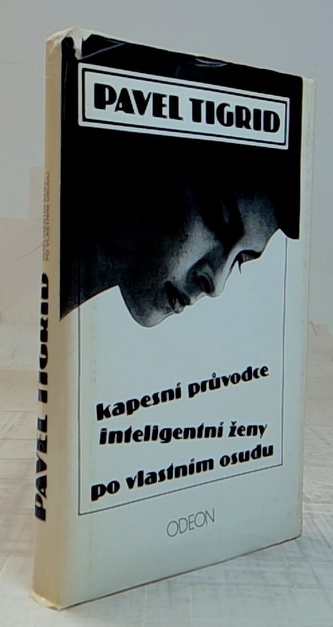 PAVEL TIGRID
kapesní průvodce
inteligentní ženy
po vlastním osudu
ODEON
PAVEL TIGRID